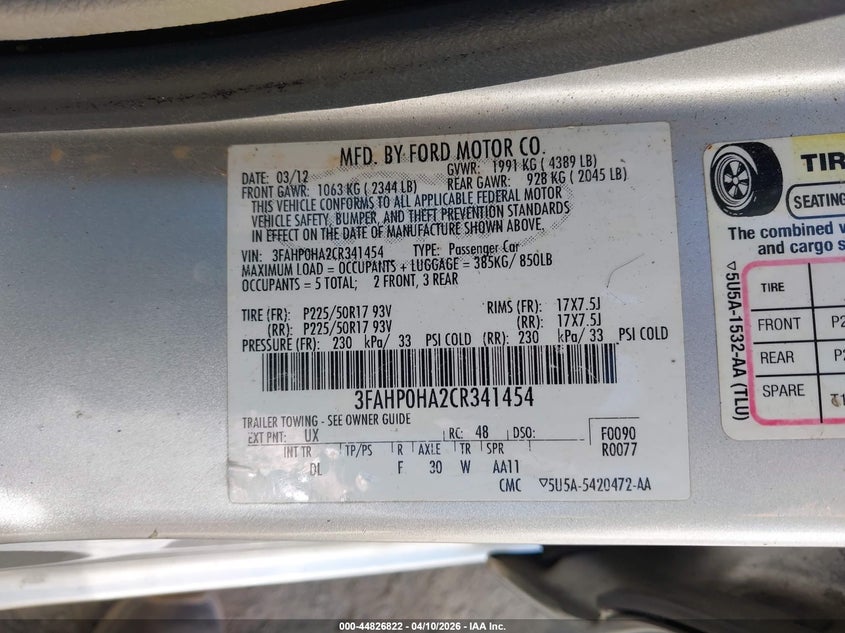 MFD. BY FORD MOTOR CO.
DATE: 03/12 GVWR: 1991 KG ( 4389 LB)
FRONT GAWR: 1063 KG ( 2344 LB) REAR GAWR: 928 KG ( 2045 LB)
THIS VEHICLE CONFORMS TO ALL APPLICABLE FEDERAL MOTOR
VEHICLE SAFETY, BUMPER, AND THEFT PREVENTION STANDARDS
IN EFFECT ON THE DATE OF MANUFACTURE SHOWN ABOVE.
VIN: 3FAHP0HA2CR341454 TYPE: Passenger Car
MAXIMUM LOAD = OCCUPANTS + LUGGAGE = 385KG/ 850LB
OCCUPANTS = 5 TOTAL; 2 FRONT, 3 REAR
TIRE (FR): P225/50R17 93V RIMS (FR): 17X7.5J
(RR): P225/50R17 93V (RR): 17X7.5J
PRESSURE (FR): 230 kPa/ 33 PSI COLD (RR): 230 kPa/ 33 PSI COLD
3FAHP0HA2CR341454
TRAILER TOWING - SEE OWNER GUIDE
EXT PNT: UX RC: 48 DSO: F0090
INT TR TP/PS R AXLE TR SPR R0077
DL F 30 W AA11
CMC ▽5U5A-5420472-AA
TIR
SEATING
The combined
and cargo
TIRE
FRONT P2
REAR P2
SPARE
▽5U5A-1532-AA (TLU)
000-44826822 - 04/10/2026 - IAA Inc.